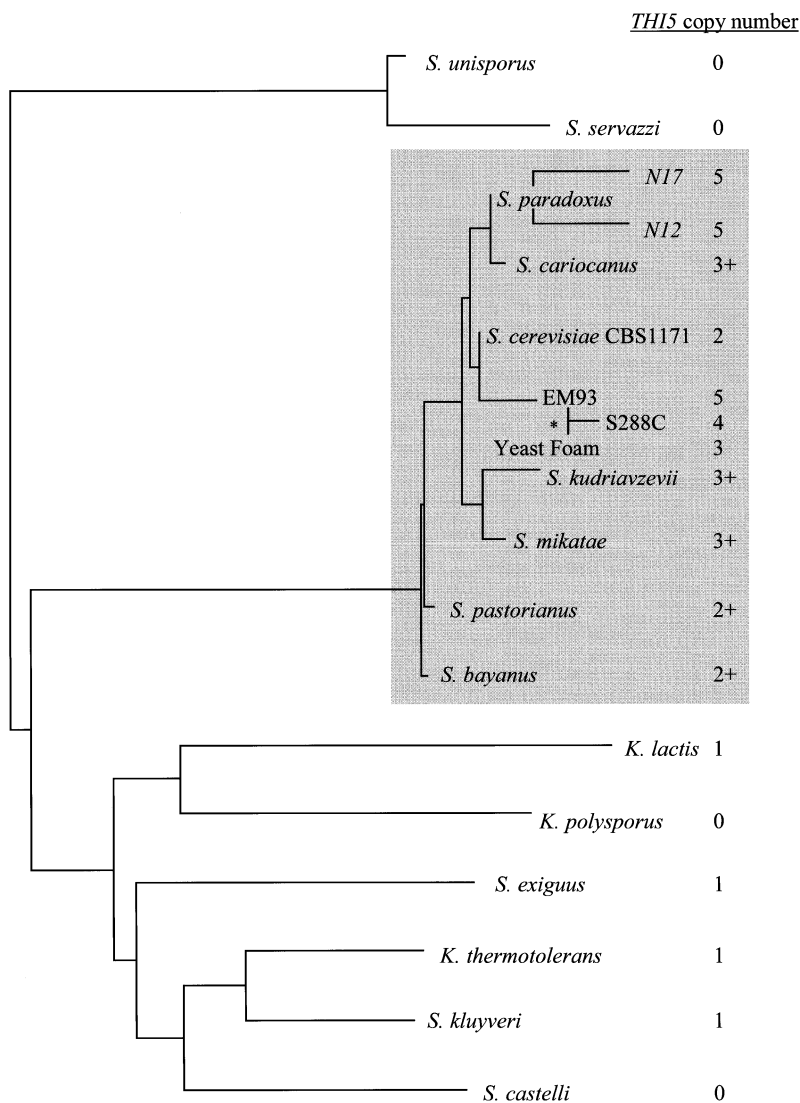 THI5 copy number
S. unisporus 0
S. servazzi 0
N17 5
S. paradoxus
N12 5
S. cariocanus 3+
S. cerevisiae CBS1171 2
EM93 5
* S288C 4
Yeast Foam 3
S. kudriavzevii 3+
S. mikatae 3+
S. pastorianus 2+
S. bayanus 2+
K. lactis 1
K. polysporus 0
S. exiguus 1
K. thermotolerans 1
S. kluyveri 1
S. castelli 0